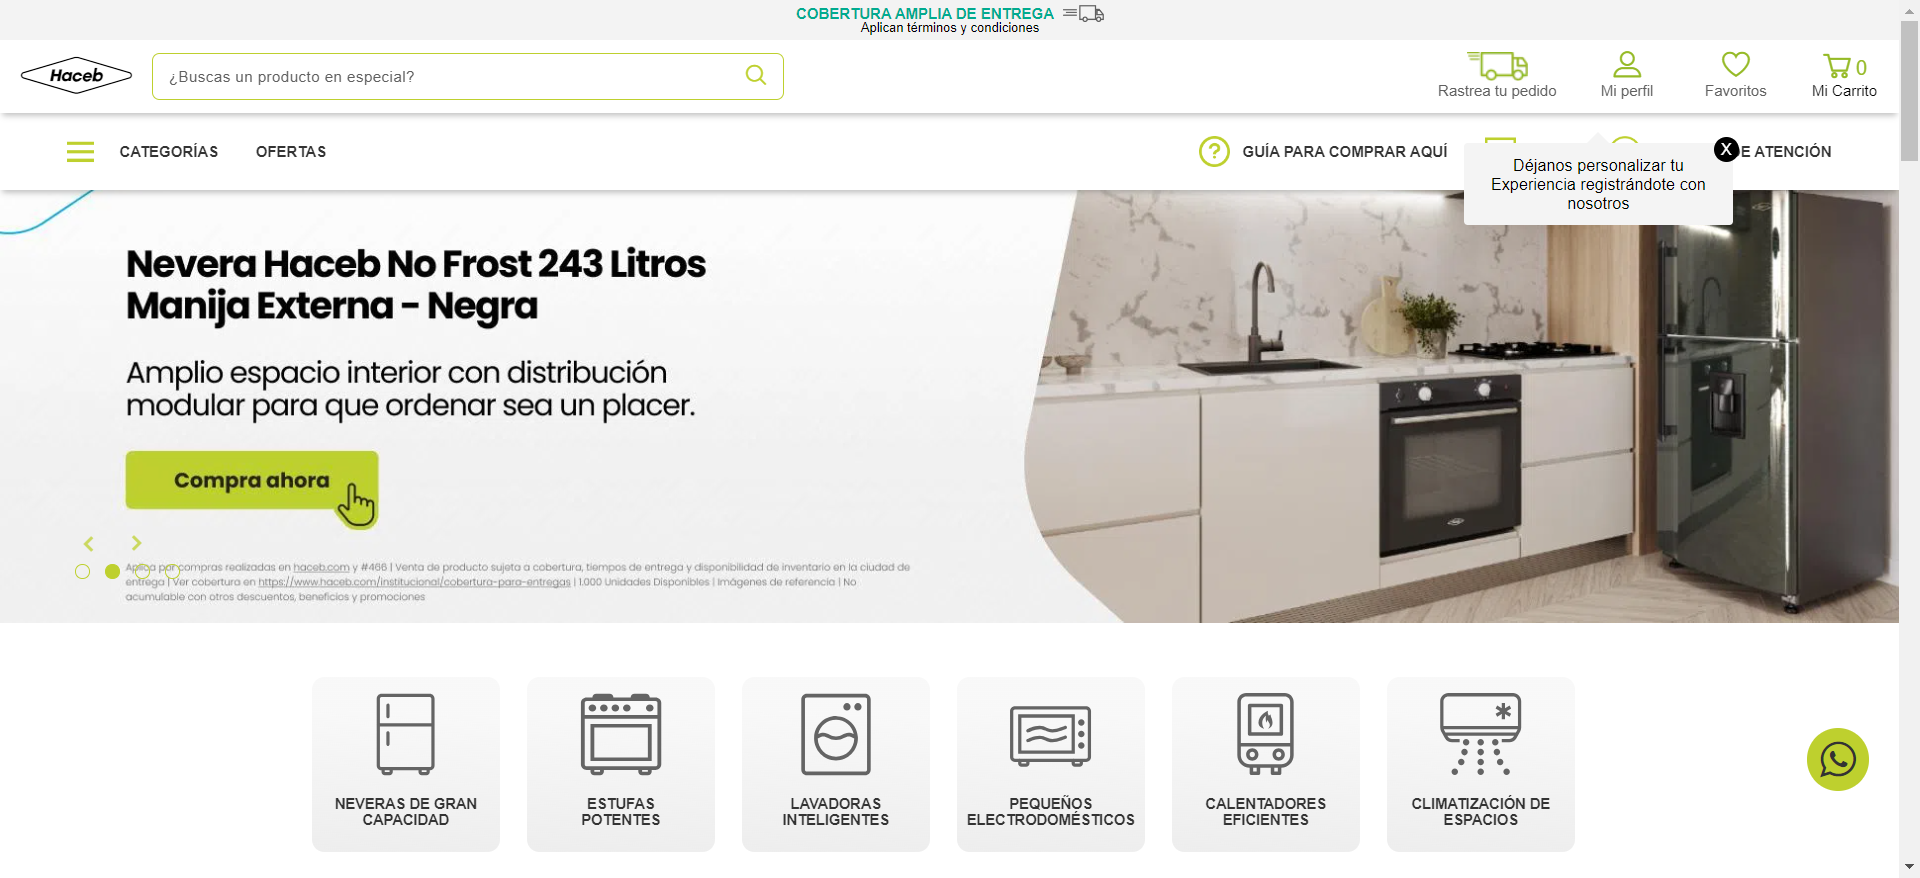 COBERTURA AMPLIA DE ENTREGA
Aplican términos y condiciones
Haceb
¿Buscas un producto en especial?
Rastrea tu pedido
Mi perfil
Favoritos
0
Mi Carrito
CATEGORÍAS
OFERTAS
GUÍA PARA COMPRAR AQUÍ
E ATENCIÓN
X
Déjanos personalizar tu
Experiencia registrándote con
nosotros
Nevera Haceb No Frost 243 Litros
Manija Externa - Negra
Amplio espacio interior con distribución
modular para que ordenar sea un placer.
Compra ahora
Aplica por compras realizadas en haceb.com y #466 | Venta de producto sujeta a cobertura, tiempos de entrega y disponibilidad de inventario en la ciudad de
entrega | Ver cobertura en https://www.haceb.com/institucional/cobertura-para-entregas | 1.000 Unidades Disponibles | Imágenes de referencia | No
acumulable con otros descuentos, beneficios y promociones
NEVERAS DE GRAN
CAPACIDAD
ESTUFAS
POTENTES
LAVADORAS
INTELIGENTES
PEQUEÑOS
ELECTRODOMÉSTICOS
CALENTADORES
EFICIENTES
CLIMATIZACIÓN DE
ESPACIOS